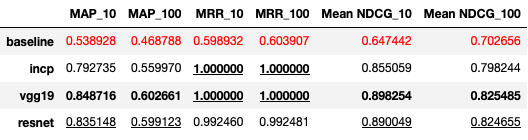 MAP_10 MAP_100 MRR_10 MRR_100 Mean NDCG_10 Mean NDCG_100
baseline 0.538928 0.468788 0.598932 0.603907 0.647442 0.702656
incp 0.792735 0.559970 1.000000 1.000000 0.855059 0.798244
vgg19 0.848716 0.602661 1.000000 1.000000 0.898254 0.825485
resnet 0.835148 0.599123 0.992460 0.992481 0.890049 0.824655